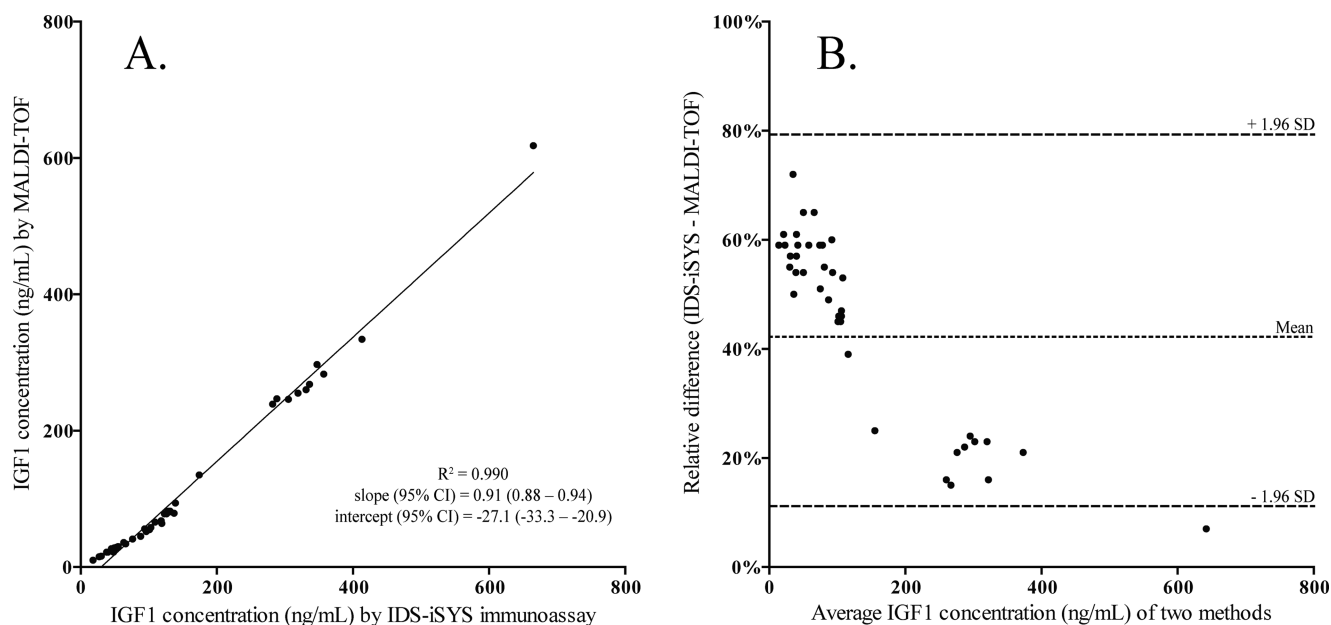 A.
800
600
400
200
0
0
200
400
600
800
IGF1 concentration (ng/mL) by MALDI-TOF
R² = 0.990
slope (95% CI) = 0.91 (0.88 – 0.94)
intercept (95% CI) = -27.1 (-33.3 – -20.9)
IGF1 concentration (ng/mL) by IDS-iSYS immunoassay
B.
100%
80%
60%
40%
20%
0%
0
200
400
600
800
Relative difference (IDS-iSYS - MALDI-TOF)
+ 1.96 SD
Mean
- 1.96 SD
Average IGF1 concentration (ng/mL) of two methods